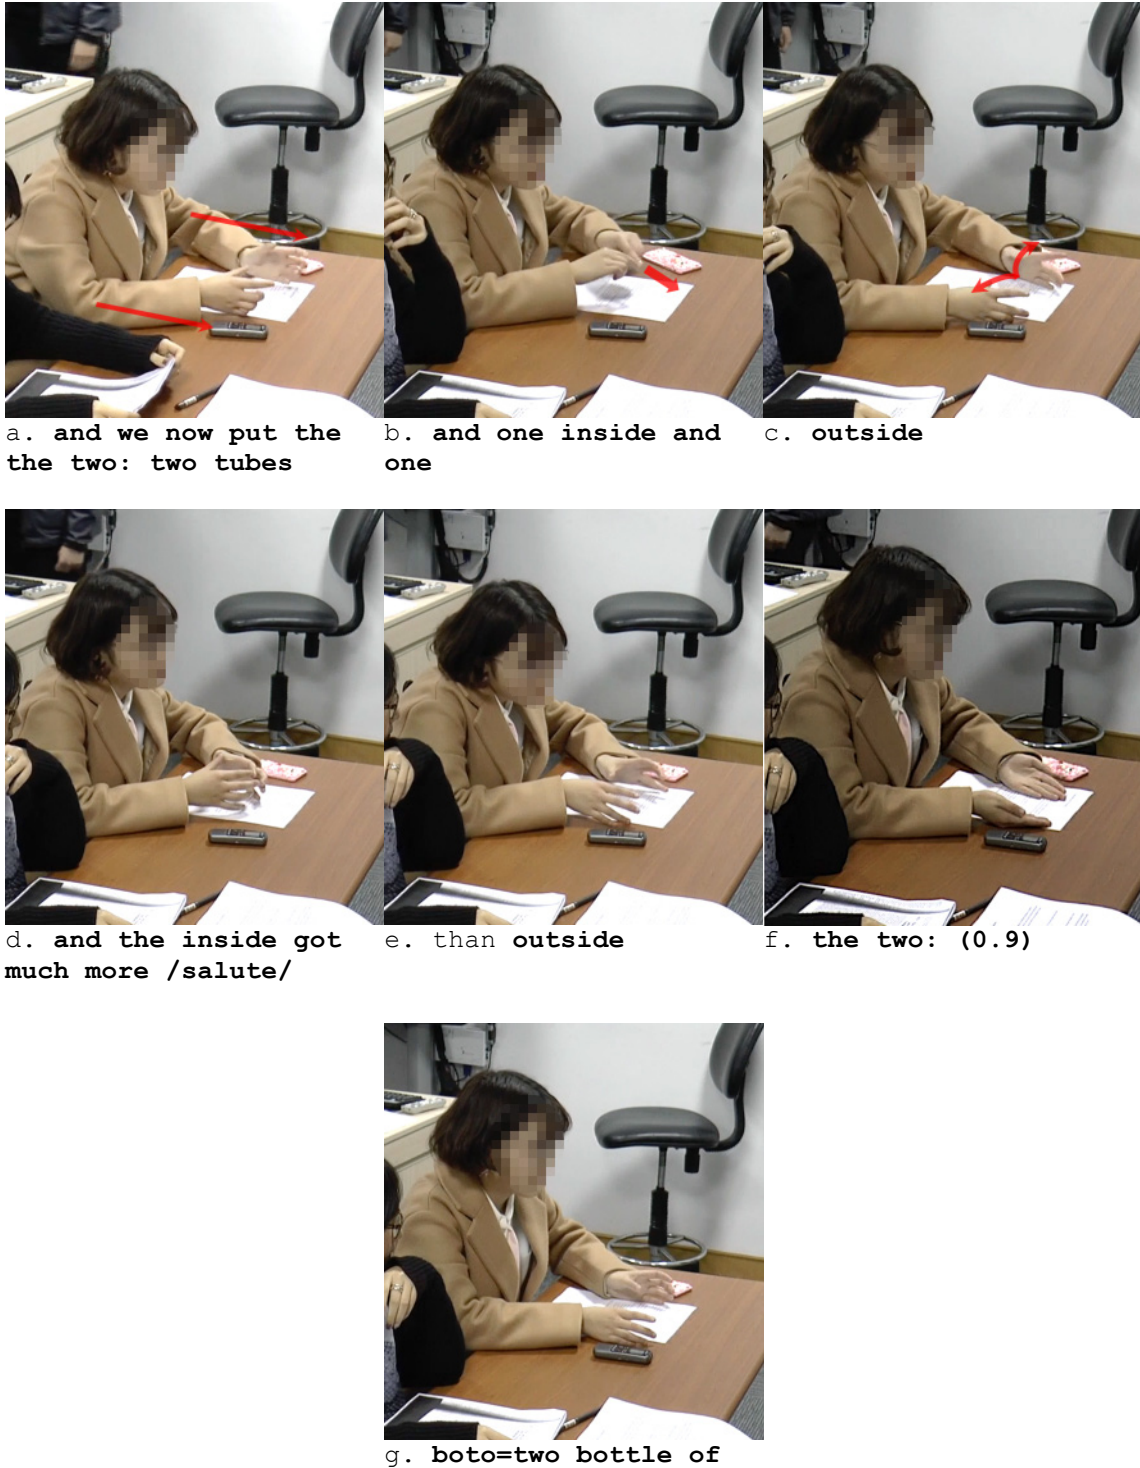 a. and we now put the
the two: two tubes
b. and one inside and
one
c. outside
d. and the inside got
much more /salute/
e. than outside
f. the two: (0.9)
g. boto=two bottle of